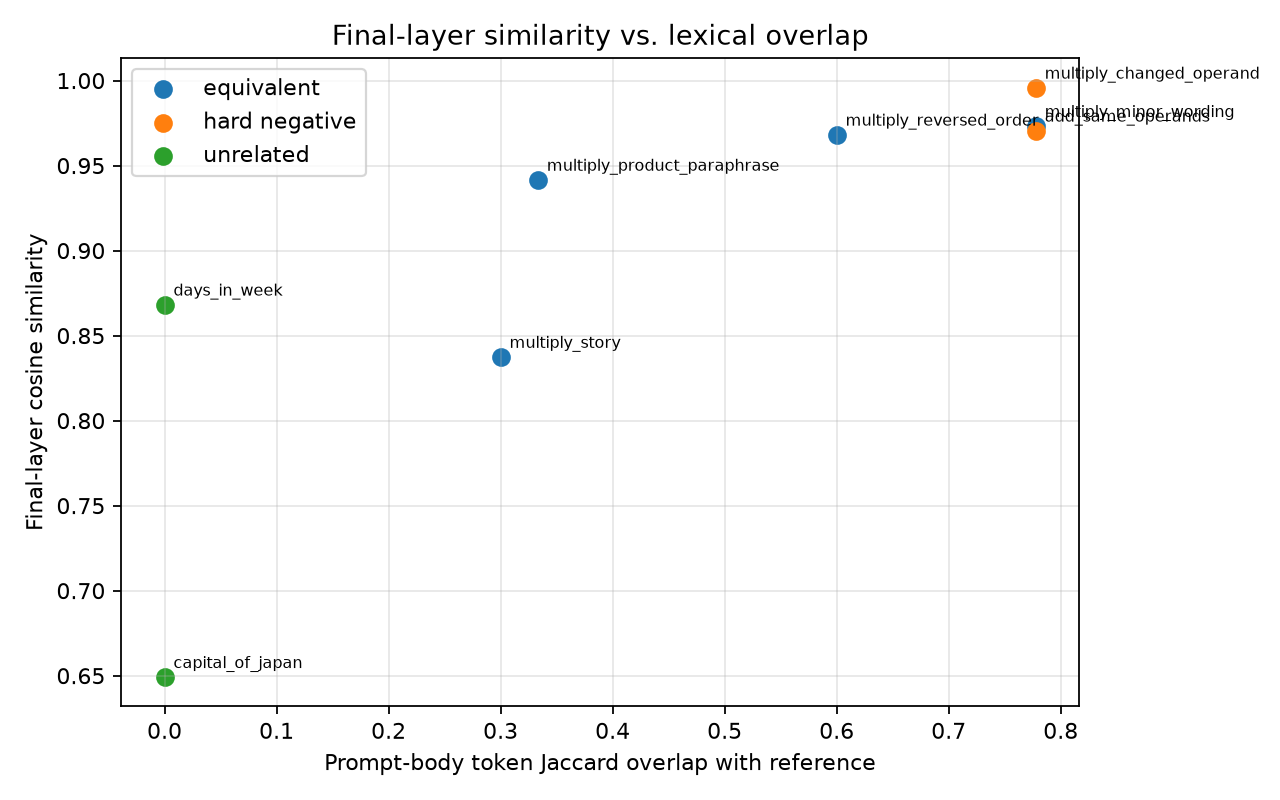 Final-layer similarity vs. lexical overlap
equivalent
hard negative
unrelated
multiply_changed_operand
multiply_minor_wording
add_same_operands
multiply_reversed_order
multiply_product_paraphrase
days_in_week
multiply_story
capital_of_japan
Final-layer cosine similarity
1.00
0.95
0.90
0.85
0.80
0.75
0.70
0.65
0.0 0.1 0.2 0.3 0.4 0.5 0.6 0.7 0.8
Prompt-body token Jaccard overlap with reference